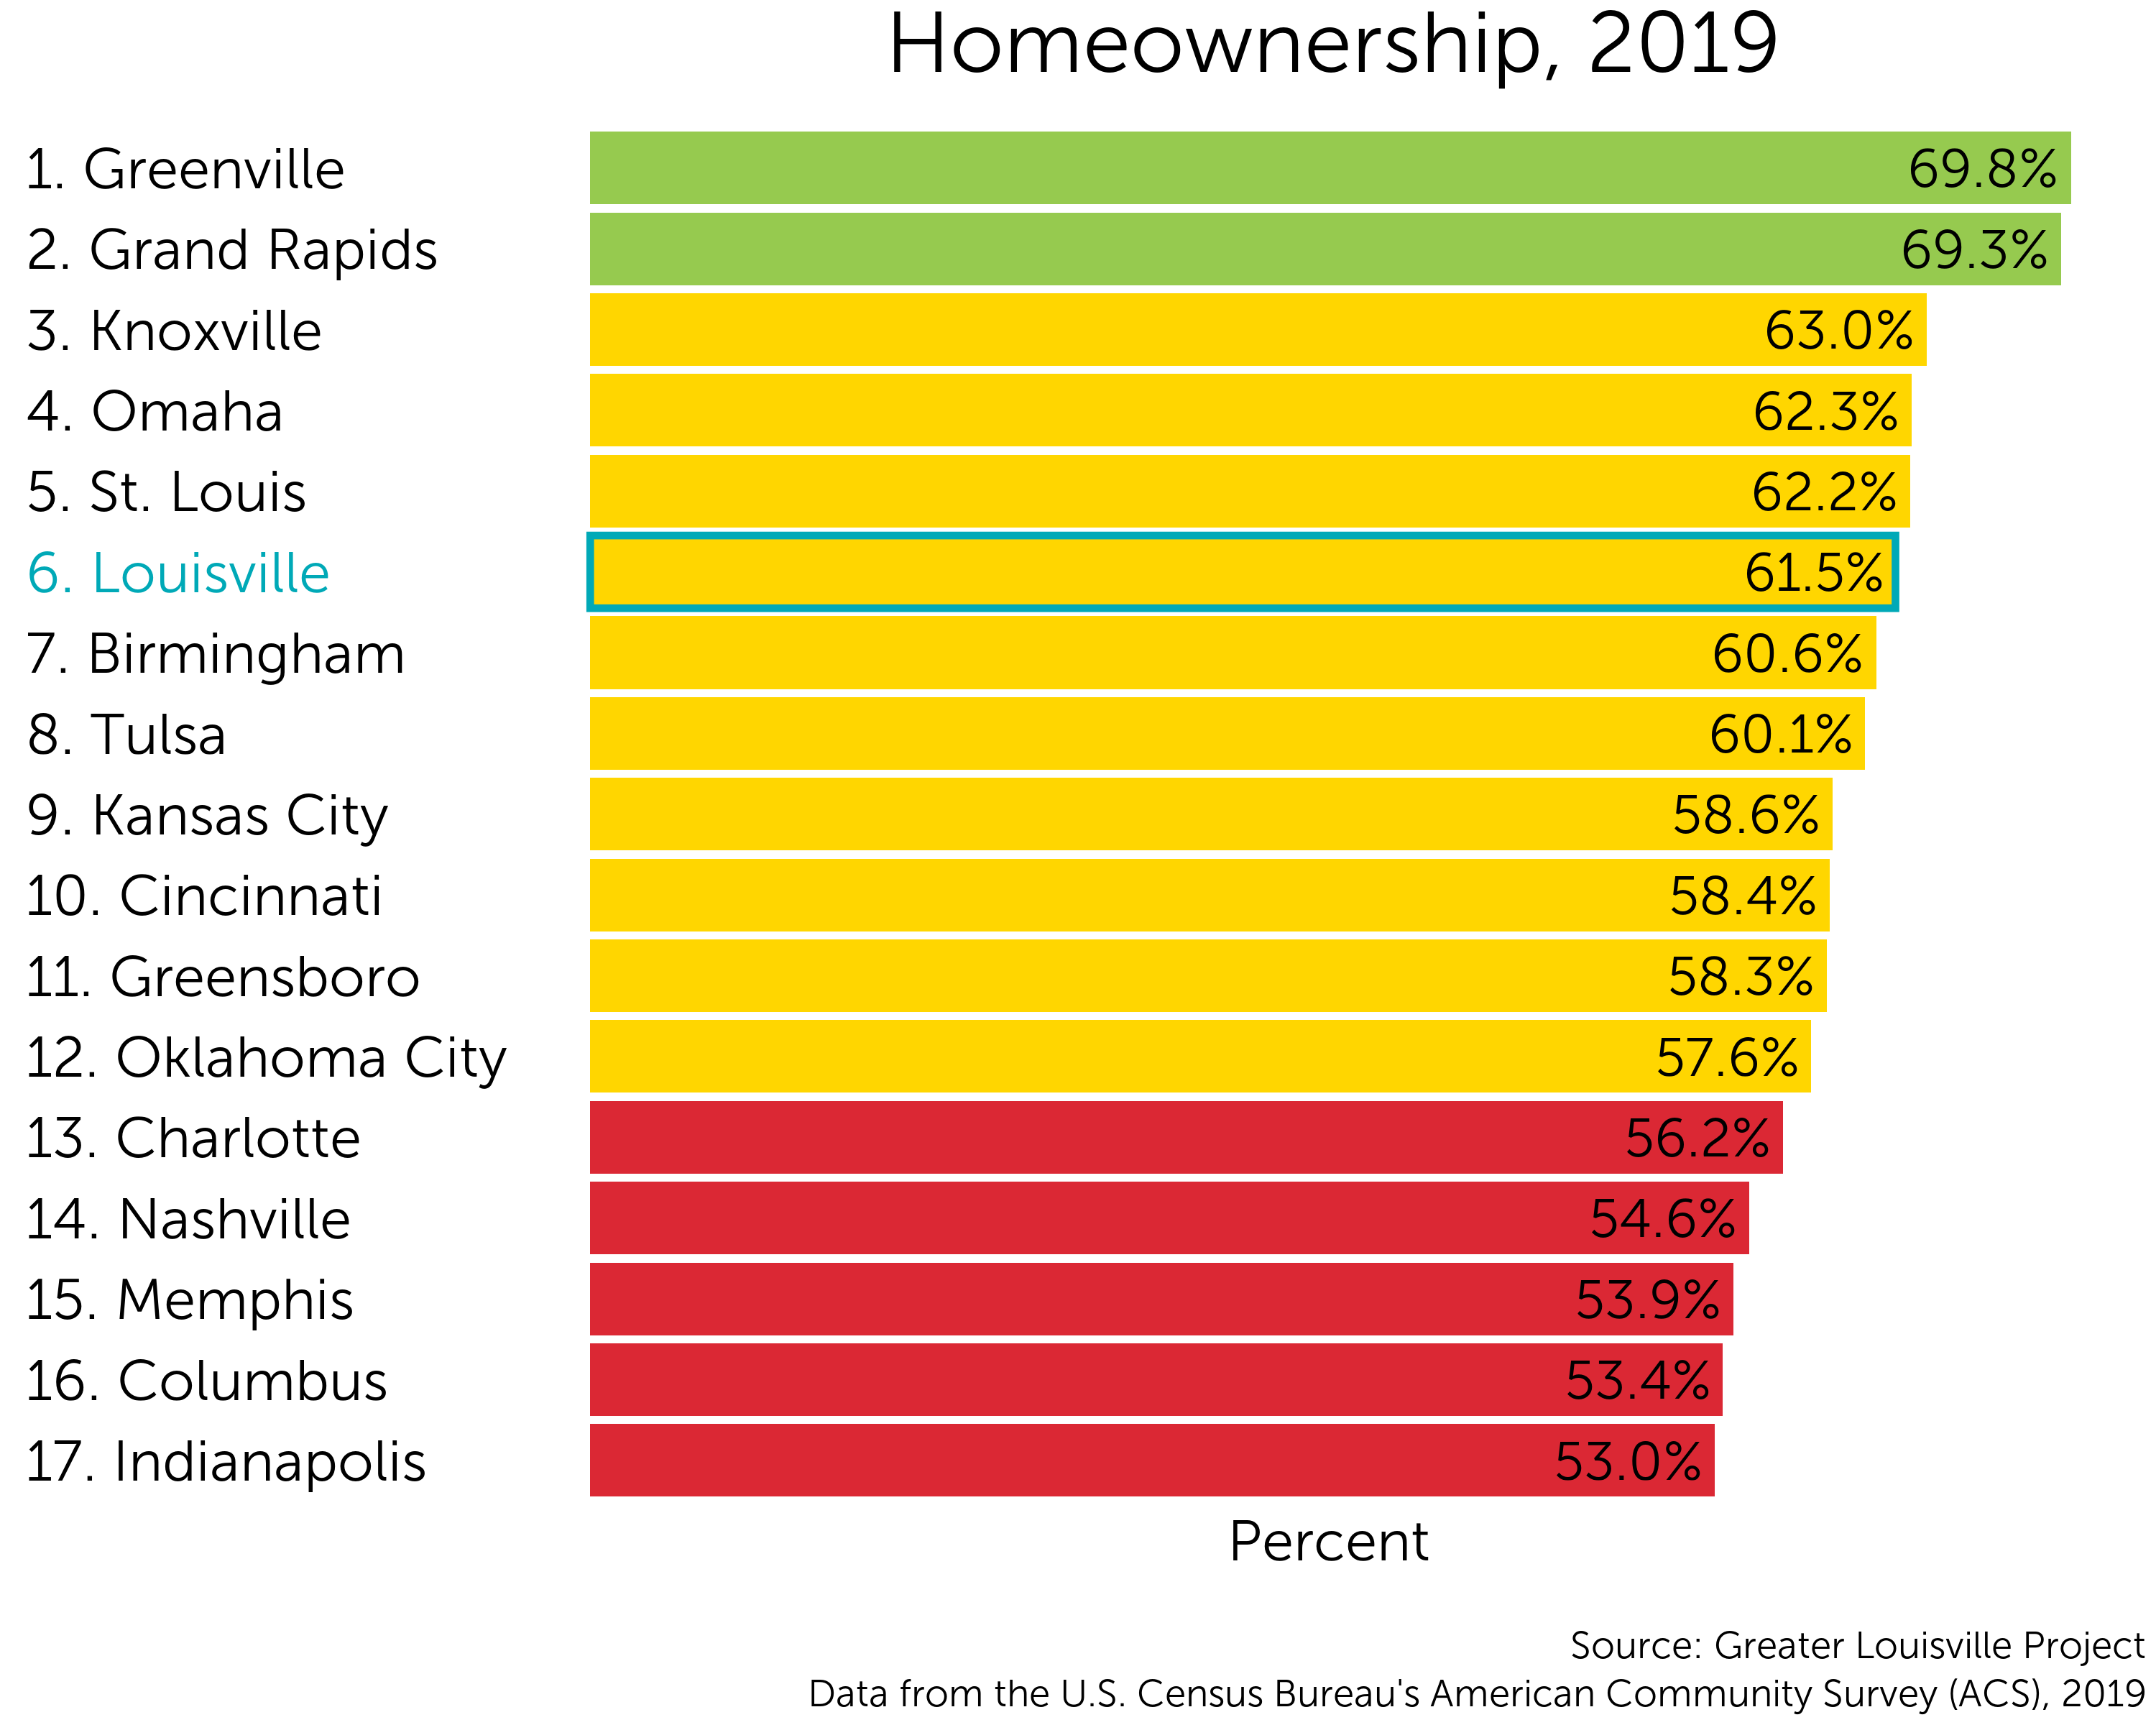 Homeownership, 2019
1. Greenville 69.8%
2. Grand Rapids 69.3%
3. Knoxville 63.0%
4. Omaha 62.3%
5. St. Louis 62.2%
6. Louisville 61.5%
7. Birmingham 60.6%
8. Tulsa 60.1%
9. Kansas City 58.6%
10. Cincinnati 58.4%
11. Greensboro 58.3%
12. Oklahoma City 57.6%
13. Charlotte 56.2%
14. Nashville 54.6%
15. Memphis 53.9%
16. Columbus 53.4%
17. Indianapolis 53.0%
Percent
Source: Greater Louisville Project
Data from the U.S. Census Bureau's American Community Survey (ACS), 2019